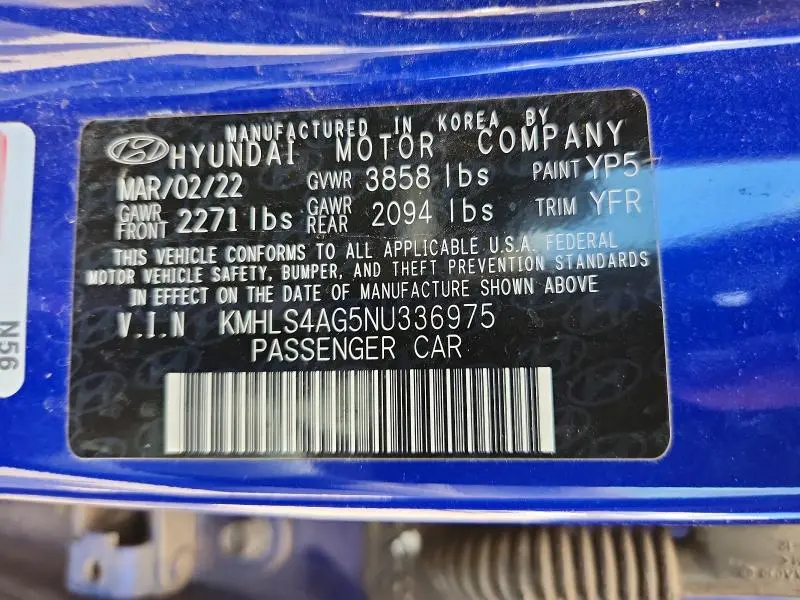 MANUFACTURED IN KOREA BY
HYUNDAI MOTOR COMPANY
MAR/02/22 GVWR 3858 lbs PAINT YP5
GAWR FRONT 2271 lbs GAWR REAR 2094 lbs TRIM YFR
THIS VEHICLE CONFORMS TO ALL APPLICABLE U.S.A. FEDERAL
MOTOR VEHICLE SAFETY, BUMPER, AND THEFT PREVENTION STANDARDS
IN EFFECT ON THE DATE OF MANUFACTURE SHOWN ABOVE
V.I.N KMHLS4AG5NU336975
PASSENGER CAR
N56